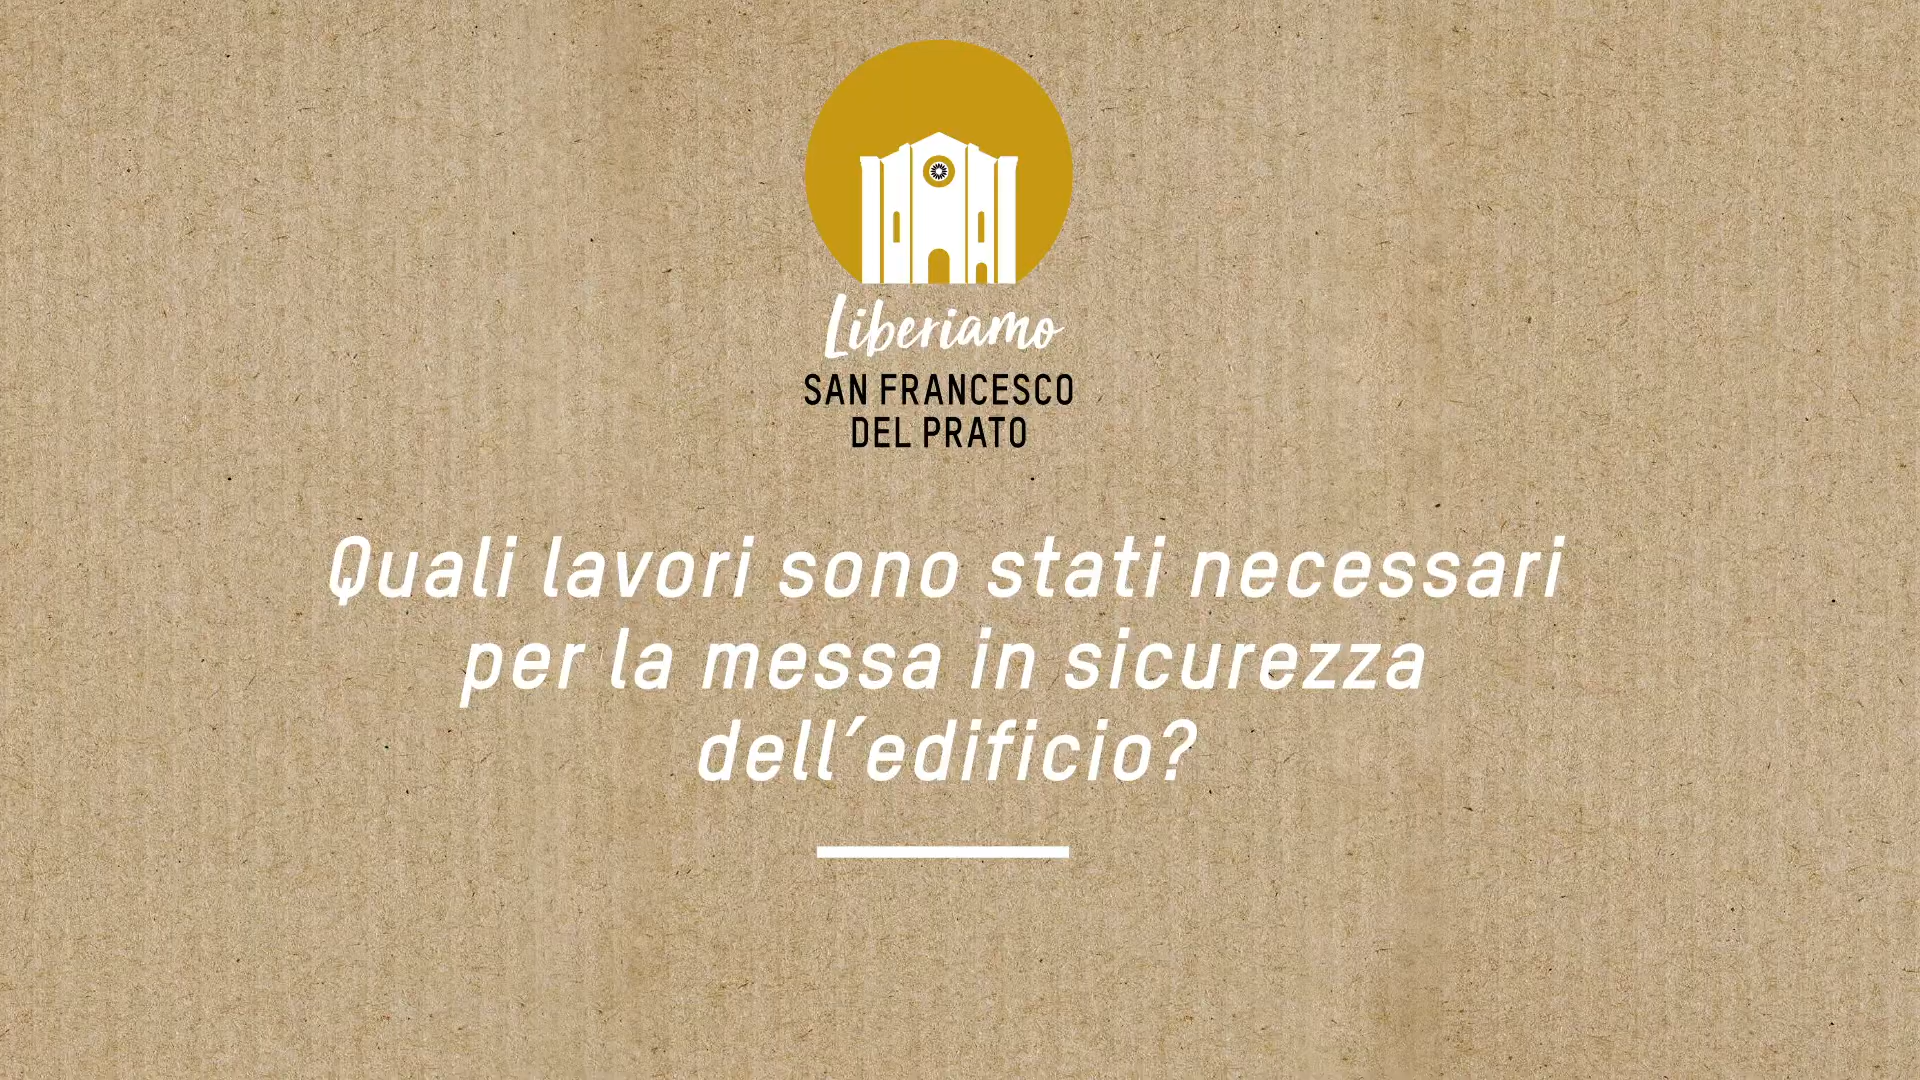 Liberiamo
SAN FRANCESCO
DEL PRATO
Quali lavori sono stati necessari
per la messa in sicurezza
dell’edificio?